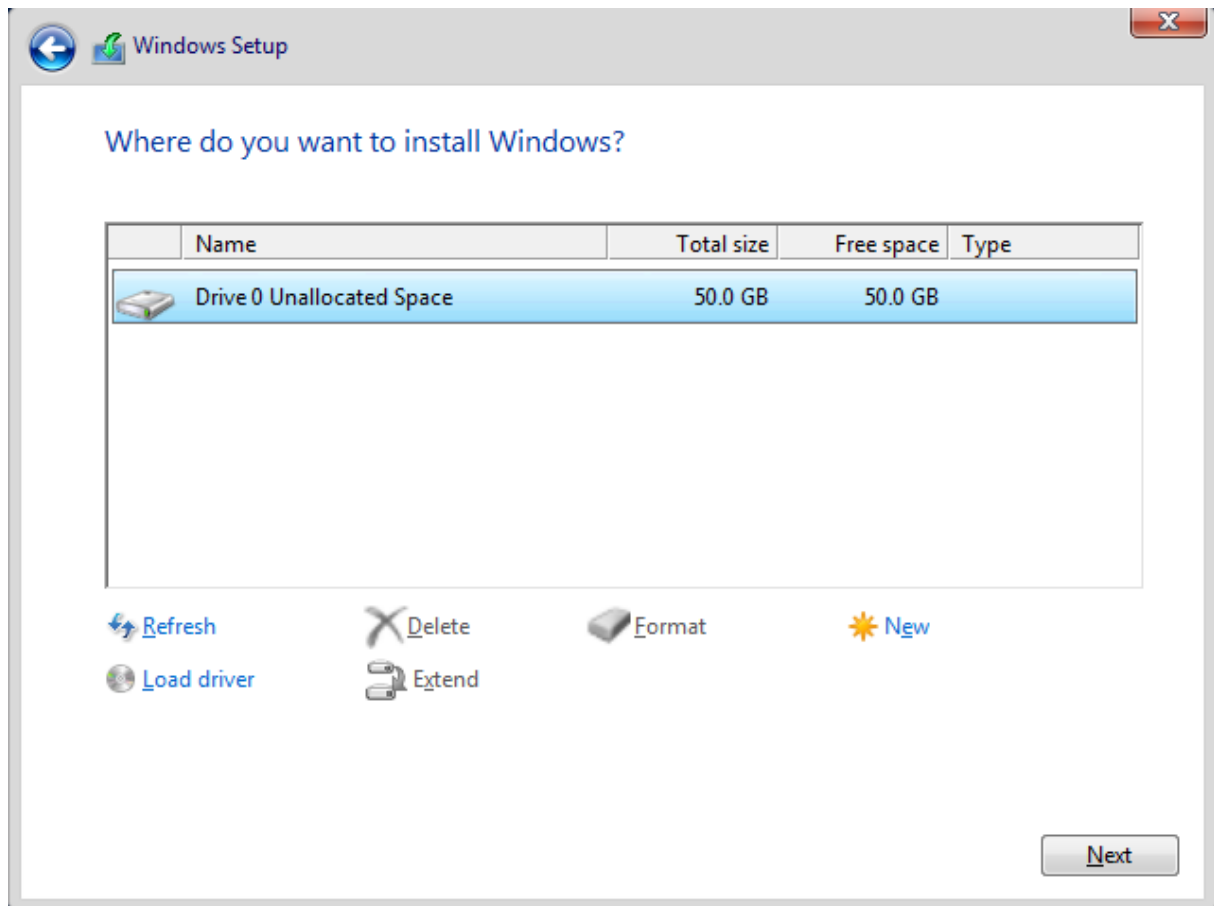 Windows Setup
Where do you want to install Windows?
Name Total size Free space Type
Drive 0 Unallocated Space 50.0 GB 50.0 GB
Refresh Delete Format New
Load driver Extend
Next